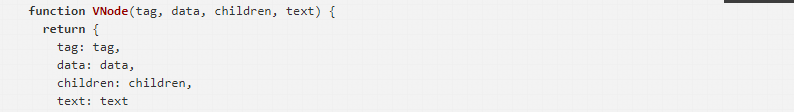 function VNode(tag, data, children, text) {
return {
tag: tag,
data: data,
children: children,
text: text